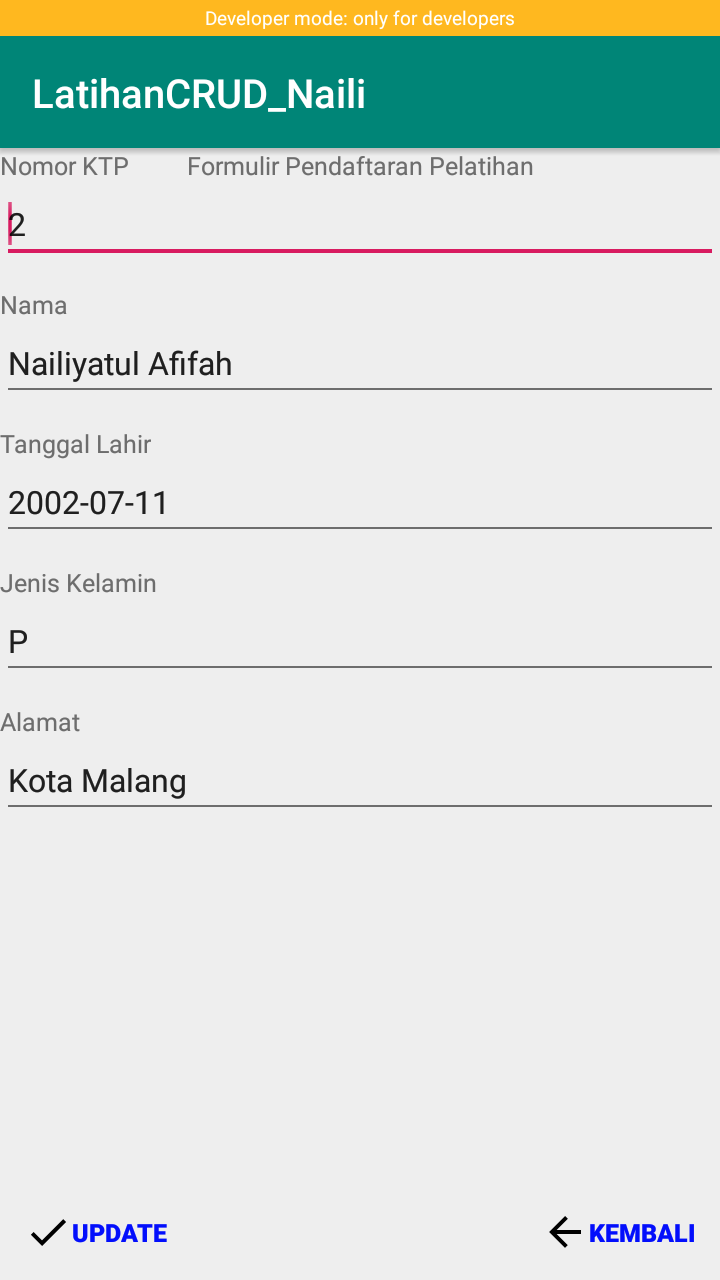 Developer mode: only for developers
LatihanCRUD_Naili
Nomor KTP Formulir Pendaftaran Pelatihan
2
Nama
Nailiyatul Afifah
Tanggal Lahir
2002-07-11
Jenis Kelamin
P
Alamat
Kota Malang
UPDATE KEMBALI